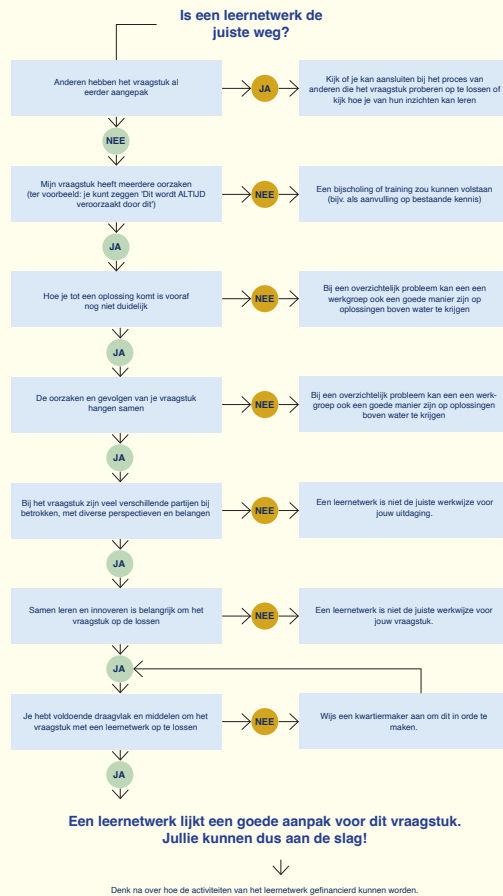 Is een leernetwerk de
juiste weg?
Anderen hebben het vraagstuk al
eerder aangepak
JA
Kijk of je kan aansluiten bij het proces van
anderen die het vraagstuk proberen op te lossen of
kijk hoe je van hun inzichten kan leren
NEE
Mijn vraagstuk heeft meerdere oorzaken
(ter voorbeeld: je kunt zeggen 'Dit wordt ALTIJD
veroorzaakt door dit')
NEE
Een bijscholing of training zou kunnen volstaan
(bijv. als aanvulling op bestaande kennis)
JA
Hoe je tot een oplossing komt is vooraf
nog niet duidelijk
NEE
Bij een overzichtelijk probleem kan een een
werkgroep ook een goede manier zijn op
oplossingen boven water te krijgen
JA
De oorzaken en gevolgen van je vraagstuk
hangen samen
NEE
Bij een overzichtelijk probleem kan een een werk-
groep ook een goede manier zijn op oplossingen
boven water te krijgen
JA
Bij het vraagstuk zijn veel verschillende partijen bij
betrokken, met diverse perspectieven en belangen
NEE
Een leernetwerk is niet de juiste werkwijze voor
jouw uitdaging.
JA
Samen leren en innoveren is belangrijk om het
vraagstuk op de lossen
NEE
Een leernetwerk is niet de juiste werkwijze voor
jouw vraagstuk.
JA
Je hebt voldoende draagvlak en middelen om het
vraagstuk met een leernetwerk op te lossen
NEE
Wijs een kwartiermaker aan om dit in orde te
maken.
JA
Een leernetwerk lijkt een goede aanpak voor dit vraagstuk.
Jullie kunnen dus aan de slag!
Denk na over hoe de activiteiten van het leernetwerk gefinancierd kunnen worden.